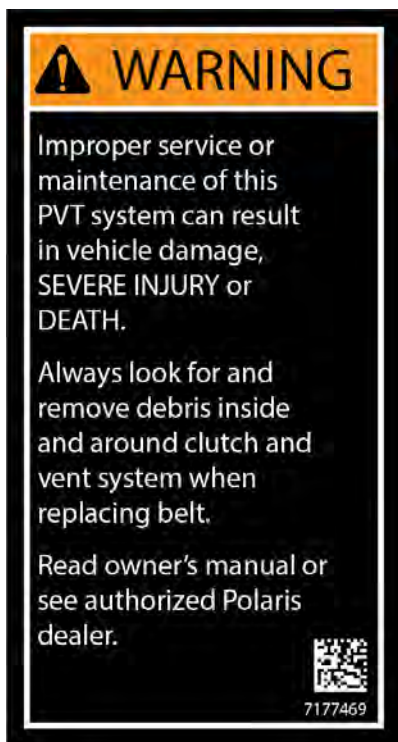 WARNING
Improper service or
maintenance of this
PVT system can result
in vehicle damage,
SEVERE INJURY or
DEATH.
Always look for and
remove debris inside
and around clutch and
vent system when
replacing belt.
Read owner's manual or
see authorized Polaris
dealer.
7177469